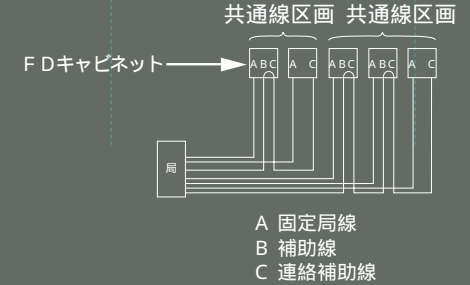 共通線区画 共通線区画
FDキャビネット
ABC A C ABC ABC A C
局
A 固定局線
B 補助線
C 連絡補助線